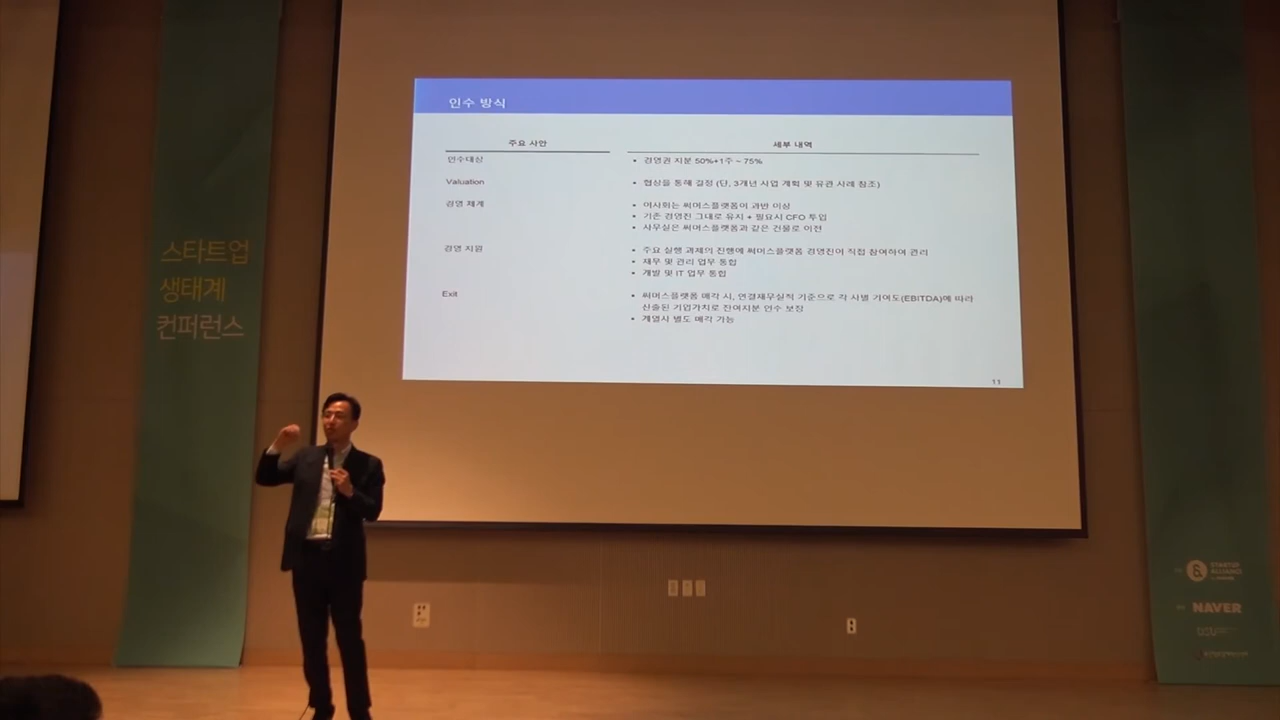 인수 방식
주요 사안
세부 내역
인수대상
• 경영권 지분 50%+1주 ~ 75%
Valuation
• 협상을 통해 결정 (단, 3개년 사업 계획 및 유관 사례 참조)
경영 체계
• 이사회는 써머스플랫폼이 과반 이상
• 기존 경영진 그대로 유지 + 필요시 CFO 투입
• 사무실은 써머스플랫폼과 같은 건물로 이전
경영 지원
• 주요 실행 과제의 진행에 써머스플랫폼 경영진이 직접 참여하여 관리
• 재무 및 관리 업무 통합
• 개발 및 IT 업무 통합
Exit
• 써머스플랫폼 매각 시, 연결재무실적 기준으로 각 사별 기여도(EBITDA)에 따라
산출된 기업가치로 잔여지분 인수 보장
• 계열사 별도 매각 가능
11
스타트업
생태계
컨퍼런스
&
STARTUP
ALLIANCE
NAVER